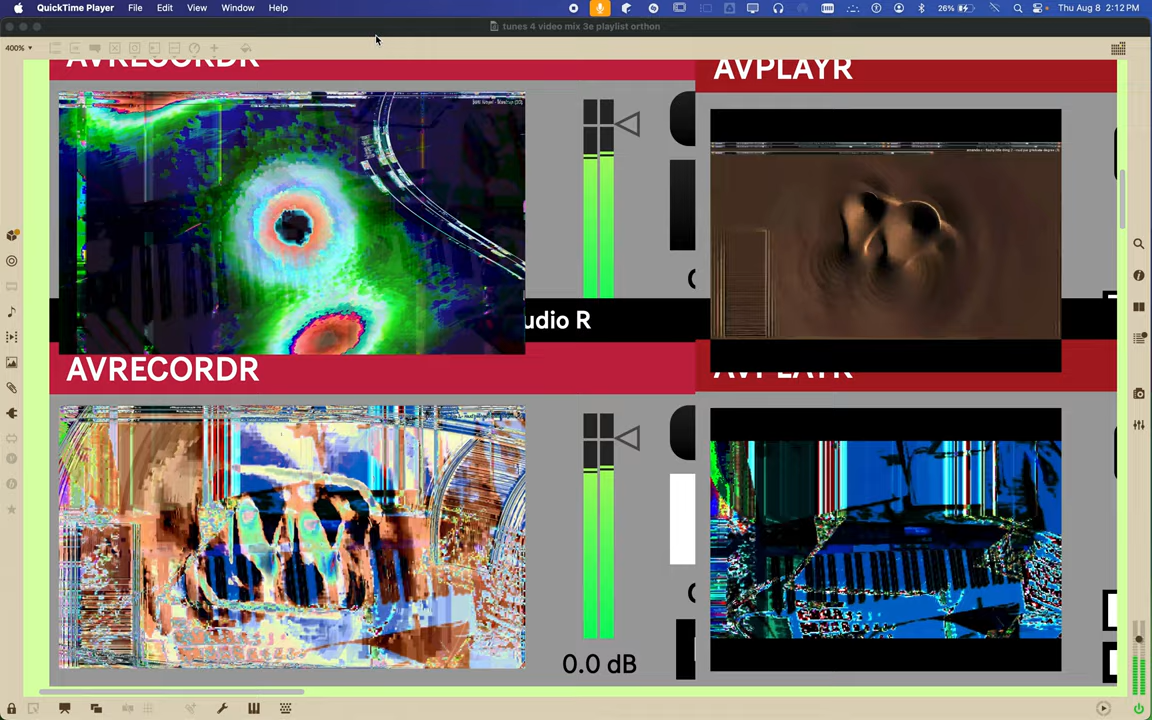 QuickTime Player File Edit View Window Help 26% Thu Aug 8 2:12 PM
tunes 4 video mix 3e playlist orthon
400%
AVRECORDR
AVPLAYR
udio R
AVRECORDR
AVPLAYR
0.0 dB